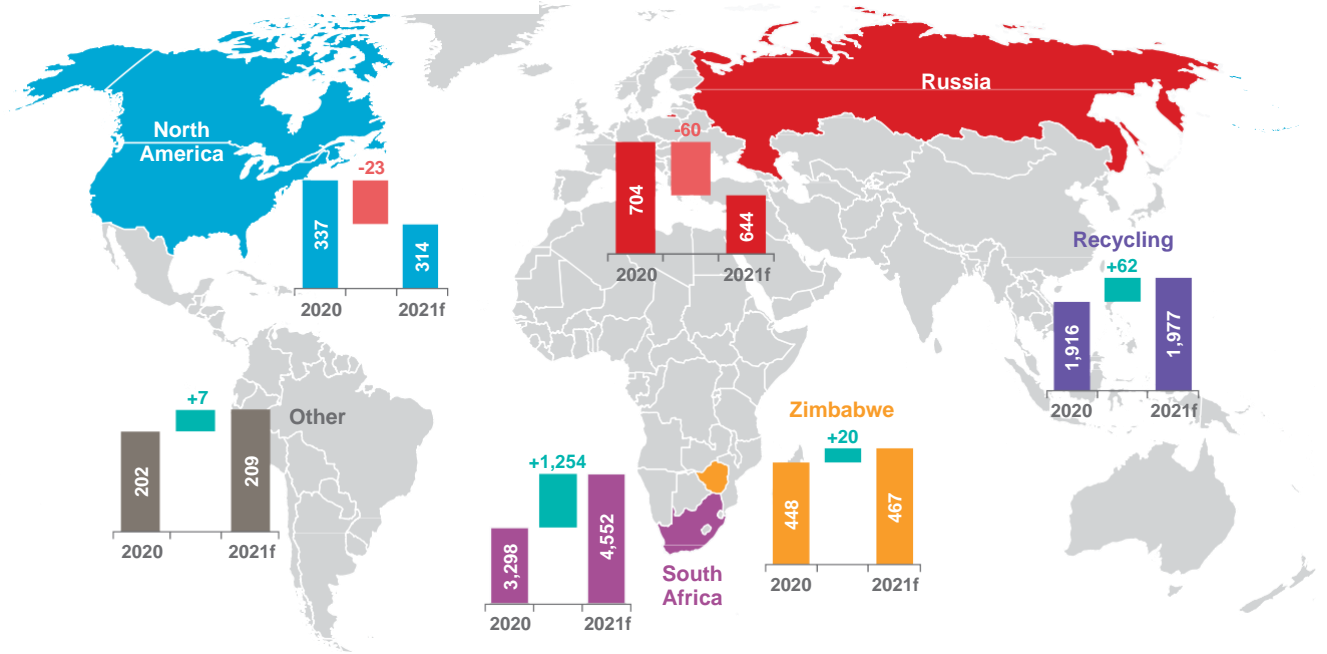 North
America
-23
337
314
2020
2021f
Russia
-60
704
644
2020
2021f
Recycling
+62
1,916
1,977
2020
2021f
Other
+7
202
209
2020
2021f
South
Africa
+1,254
3,298
4,552
2020
2021f
Zimbabwe
+20
448
467
2020
2021f